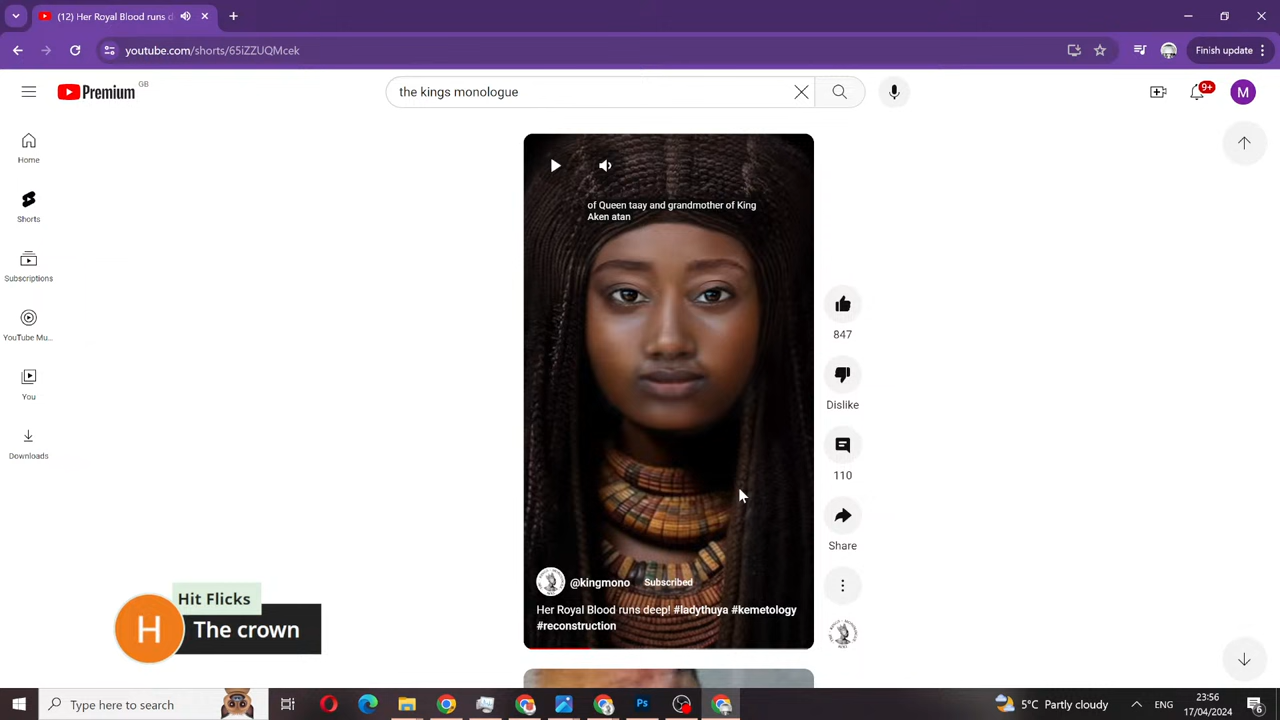 (12) Her Royal Blood runs d
youtube.com/shorts/65iZZUQMcek
Finish update
Premium GB
the kings monologue
9+
M
Home
Shorts
Subscriptions
YouTube Mu...
You
Downloads
of Queen taay and grandmother of King
Aken atan
847
Dislike
110
Share
@kingmono Subscribed
Her Royal Blood runs deep! #ladythuya #kemetology
#reconstruction
Hit Flicks
H The crown
Type here to search
Ps
5°C Partly cloudy
ENG
23:56
17/04/2024
6